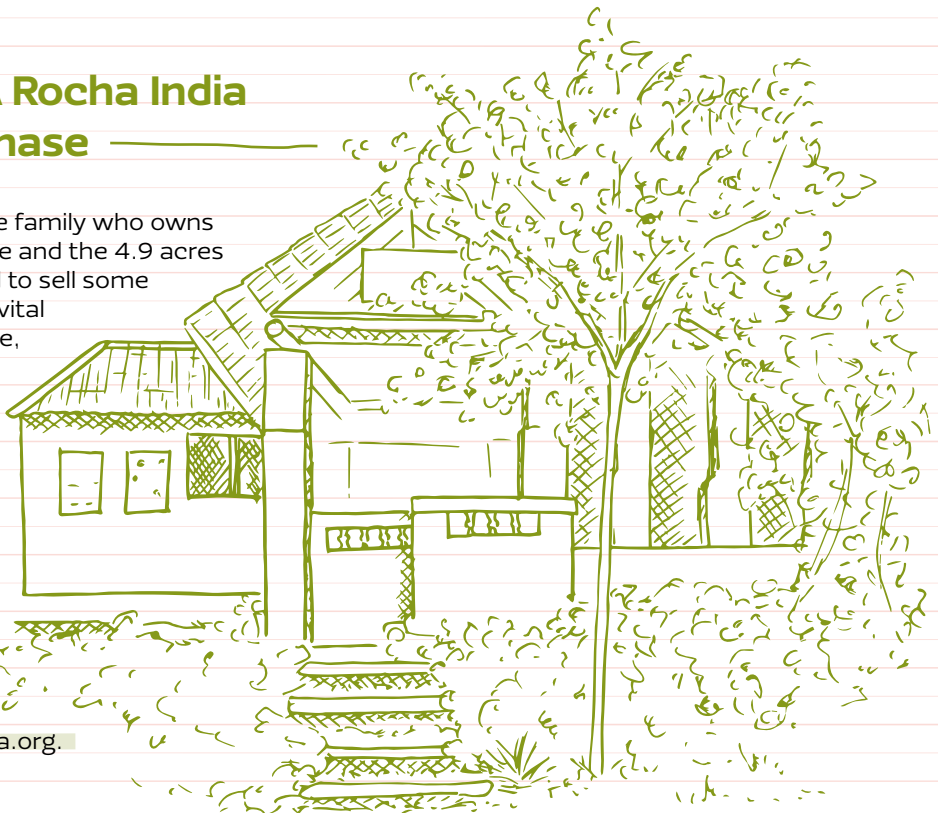 A Rocha India
hase
e family who owns
e and the 4.9 acres
to sell some
vital
e,
a.org.